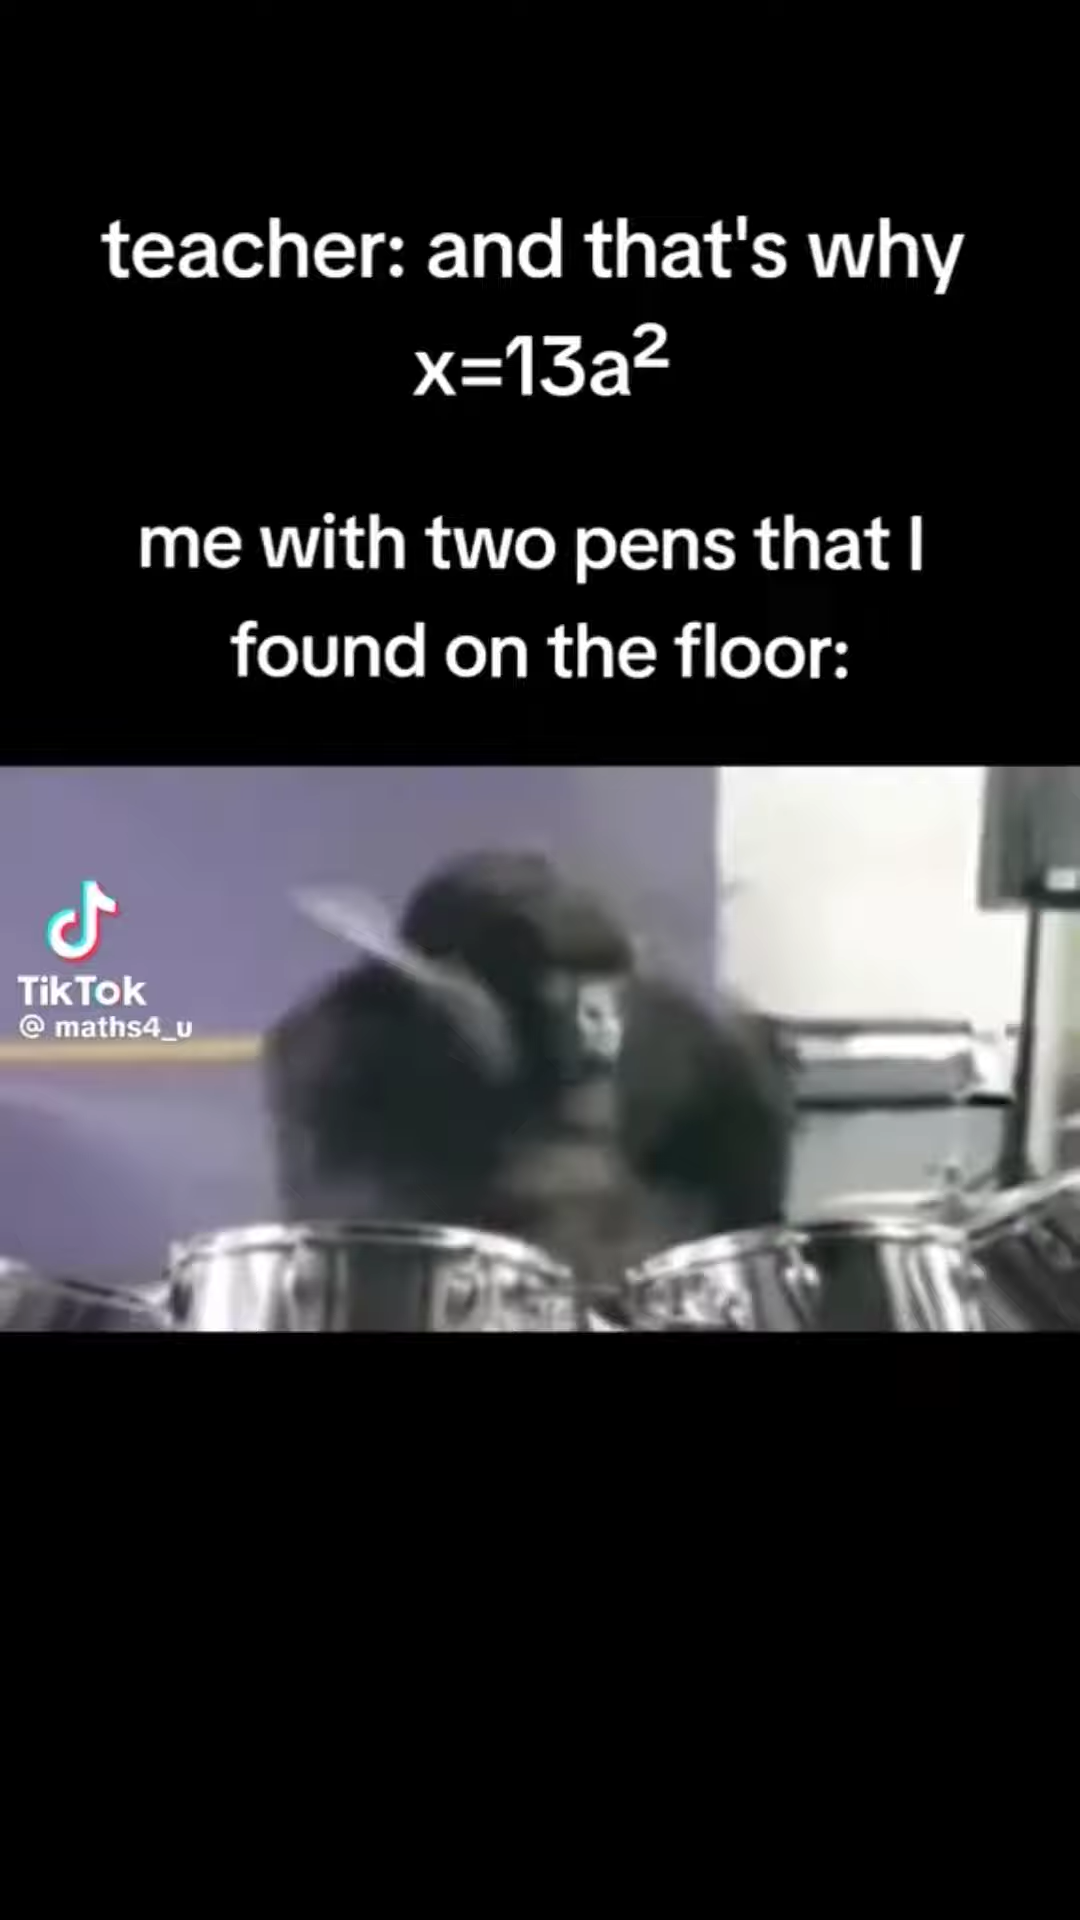 teacher: and that's why
x=13a²
me with two pens that I
found on the floor:
TikTok
@ maths4_u